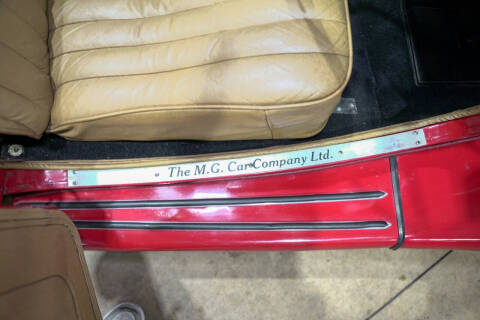 The M.G. Car Company Ltd.